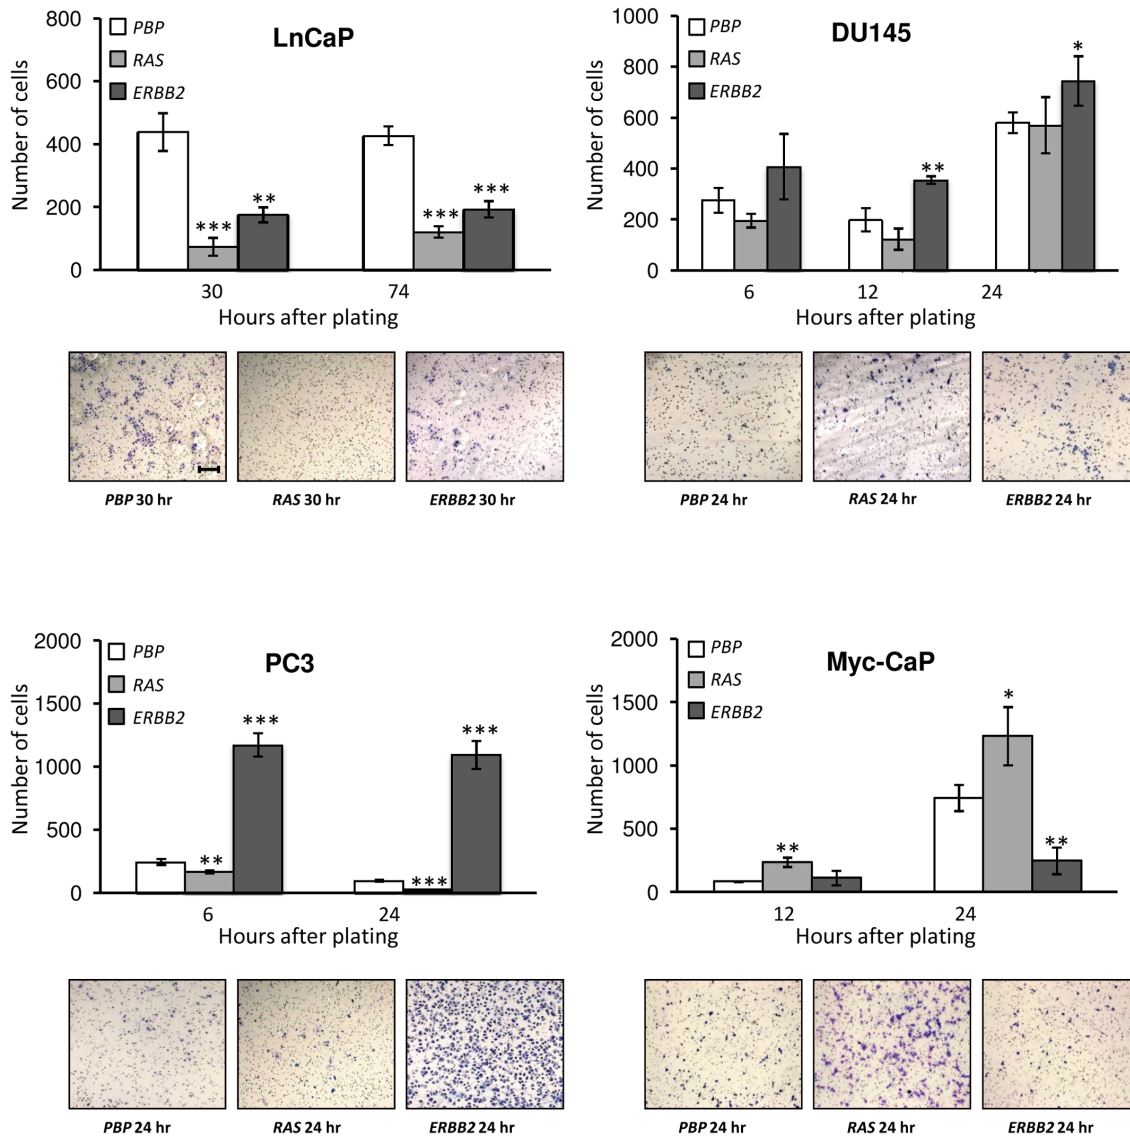 LnCaP
Number of cells
800
600
400
200
0
PBP
RAS
ERBB2
***
**
***
***
30
74
Hours after plating
PBP 30 hr
RAS 30 hr
ERBB2 30 hr
DU145
Number of cells
1000
800
600
400
200
0
PBP
RAS
ERBB2
**
*
6
12
24
Hours after plating
PBP 24 hr
RAS 24 hr
ERBB2 24 hr
PC3
Number of cells
2000
1500
1000
500
0
PBP
RAS
ERBB2
**
***
***
***
6
24
Hours after plating
PBP 24 hr
RAS 24 hr
ERBB2 24 hr
Myc-CaP
Number of cells
2000
1500
1000
500
0
PBP
RAS
ERBB2
**
*
**
12
24
Hours after plating
PBP 24 hr
RAS 24 hr
ERBB2 24 hr